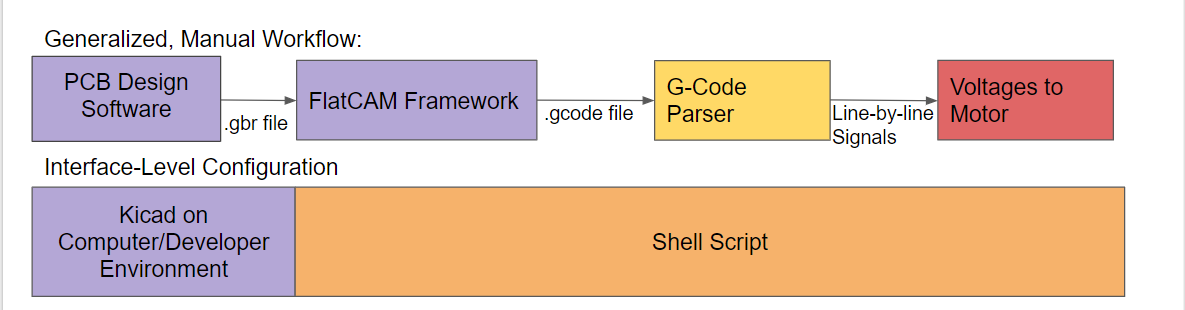 Generalized, Manual Workflow:
PCB Design
Software
.gbr file
FlatCAM Framework
.gcode file
G-Code
Parser
Line-by-line
Signals
Voltages to
Motor
Interface-Level Configuration
Kicad on
Computer/Developer
Environment
Shell Script